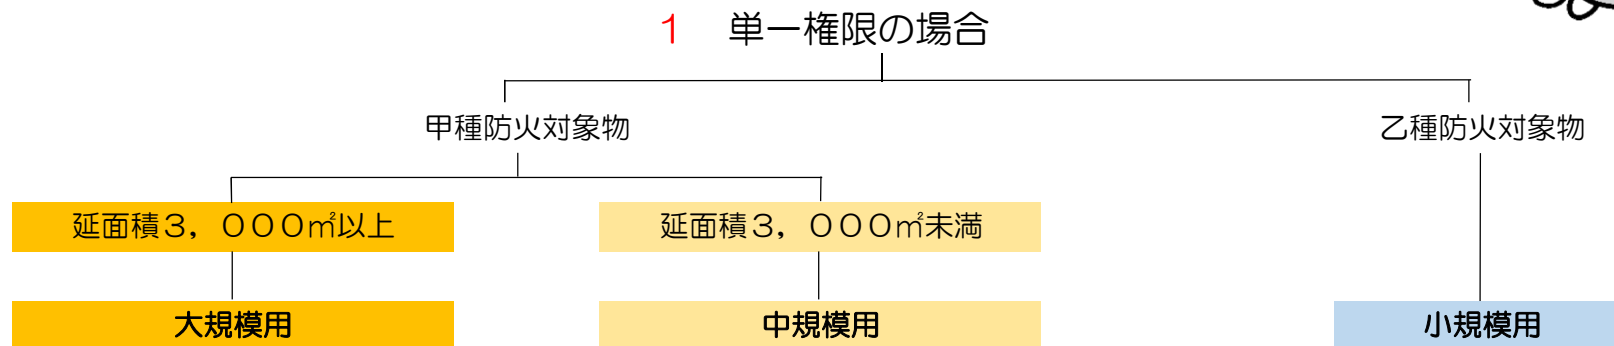 1 単一権限の場合
甲種防火対象物 乙種防火対象物
延面積3，000㎡以上 延面積3，000㎡未満
大規模用 中規模用 小規模用